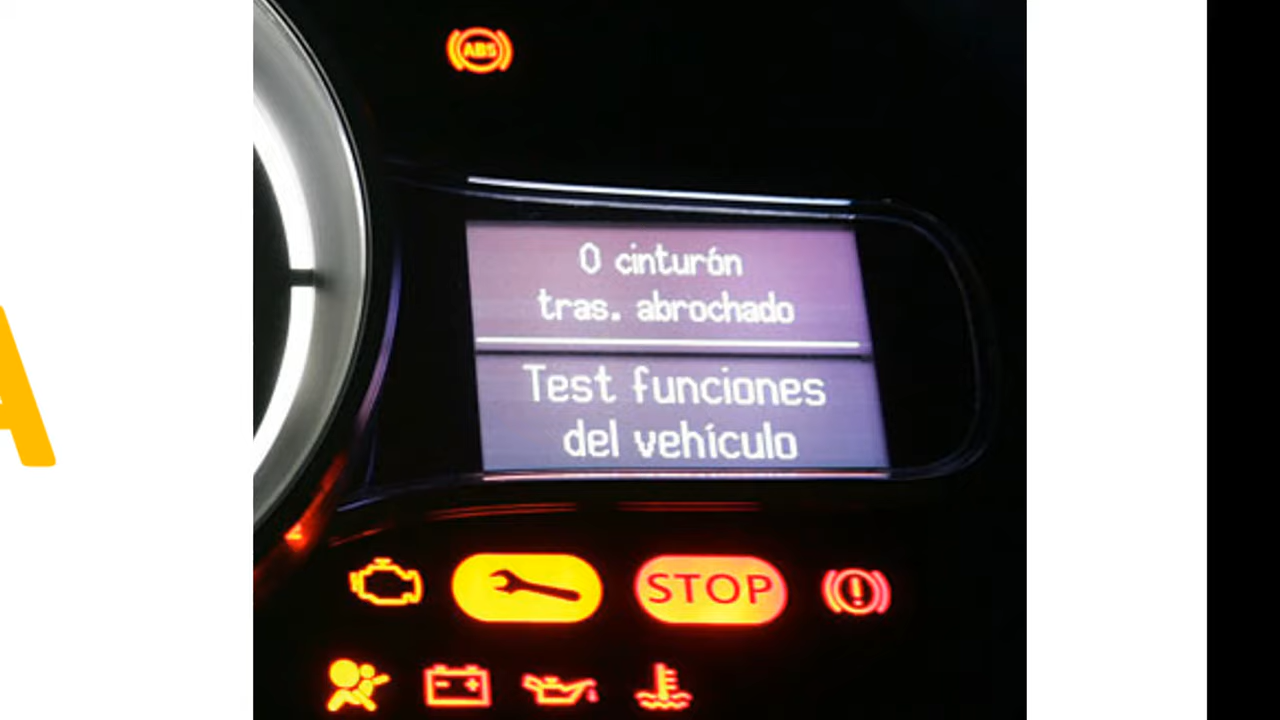 ABS
0 cinturón
tras. abrochado
Test funciones
del vehículo
STOP
A